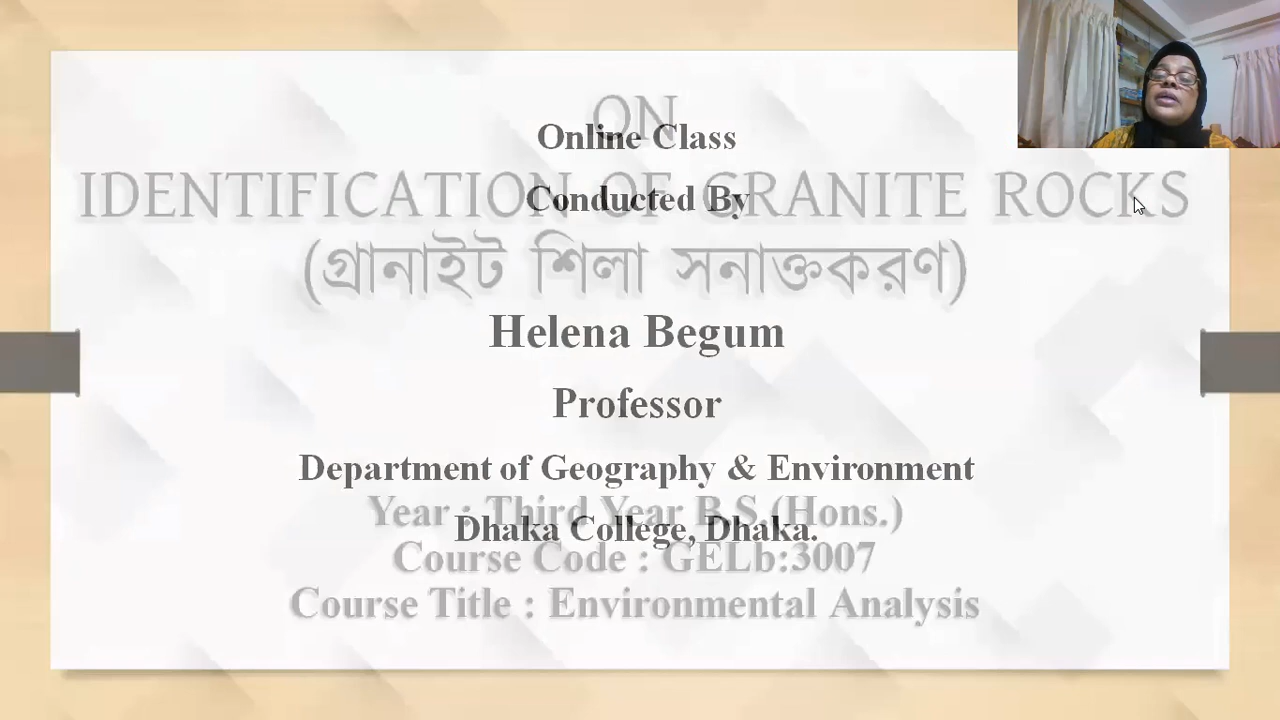 ON
Online Class
IDENTIFICATION OF GRANITE ROCKS
Conducted By
(গ্রানাইট শিলা সনাক্তকরণ)
Helena Begum
Professor
Department of Geography & Environment
Year : Third Year B.S.(Hons.)
Dhaka College, Dhaka.
Course Code : GELb:3007
Course Title : Environmental Analysis